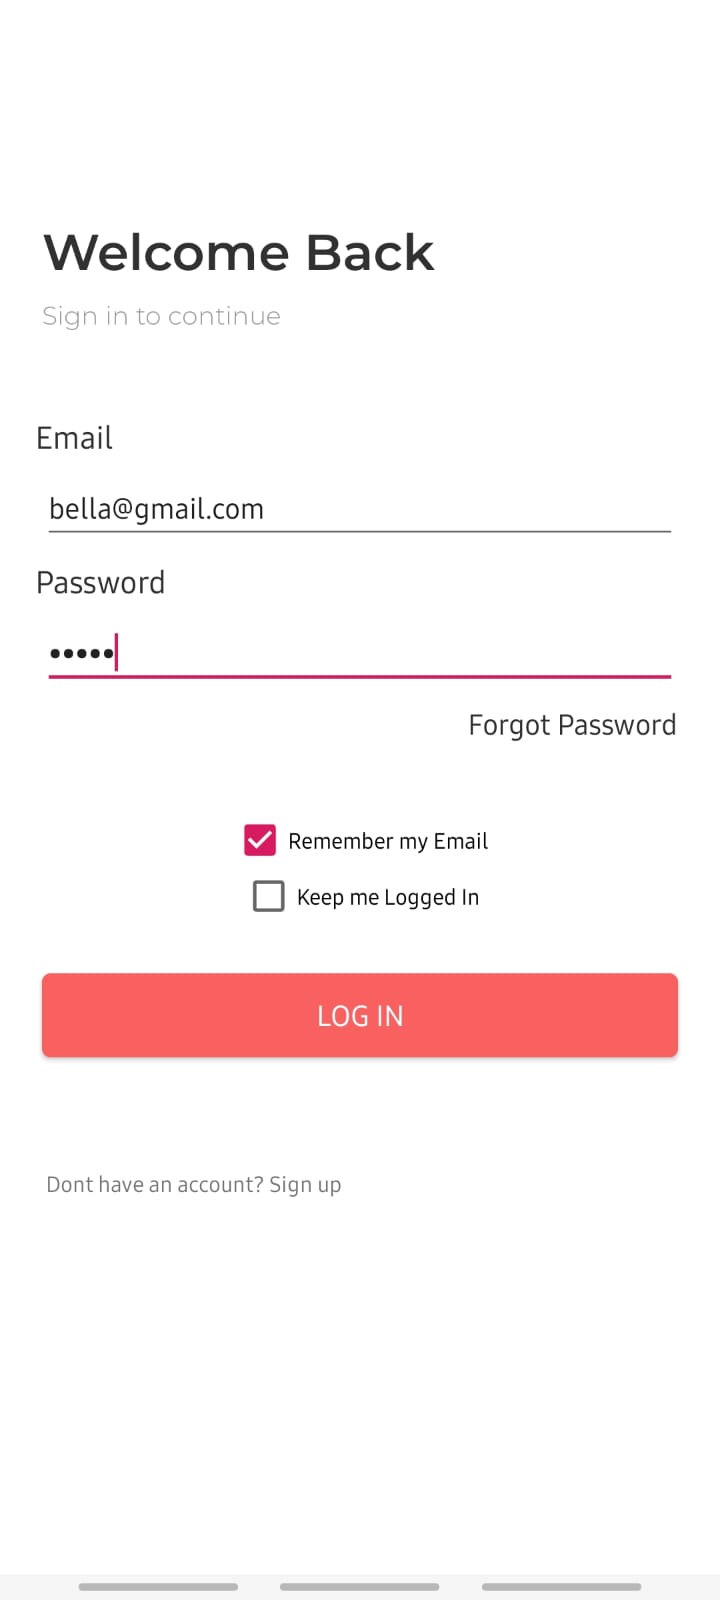 Welcome Back
Sign in to continue
Email
bella@gmail.com
Password
•••••
Forgot Password
Remember my Email
Keep me Logged In
LOG IN
Dont have an account? Sign up